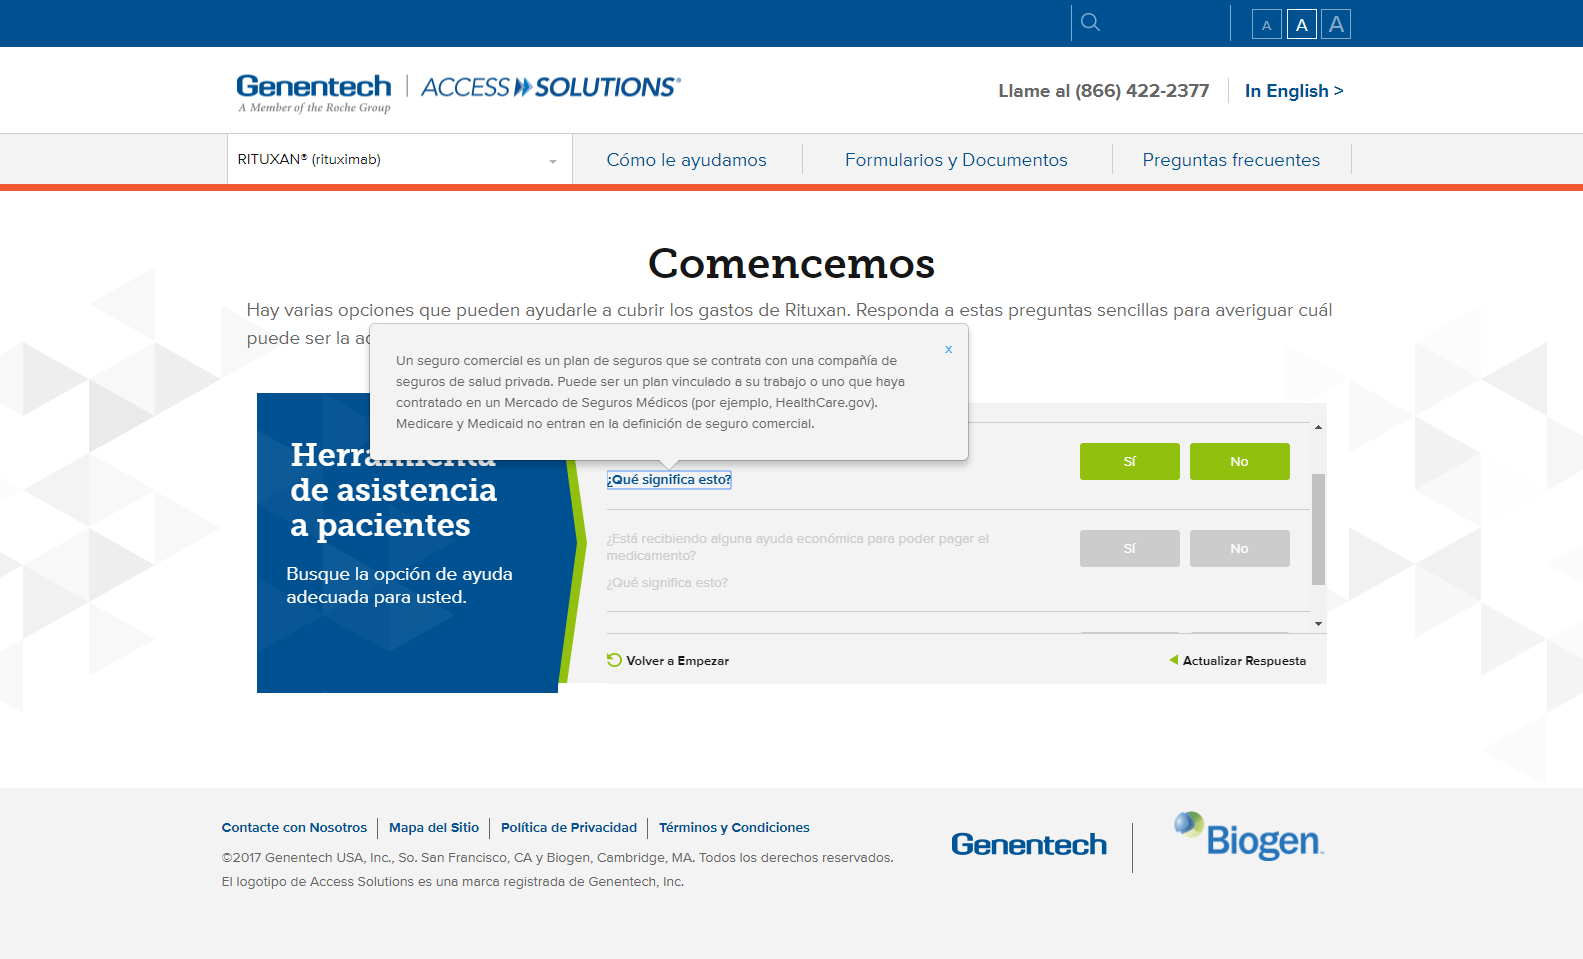 A A A
Genentech
A Member of the Roche Group
ACCESS SOLUTIONS®
Llame al (866) 422-2377
In English >
RITUXAN® (rituximab)
Cómo le ayudamos
Formularios y Documentos
Preguntas frecuentes
Comencemos
Hay varias opciones que pueden ayudarle a cubrir los gastos de Rituxan. Responda a estas preguntas sencillas para averiguar cuál
puede ser la
x
Un seguro comercial es un plan de seguros que se contrata con una compañía de
seguros de salud privada. Puede ser un plan vinculado a su trabajo o uno que haya
contratado en un Mercado de Seguros Médicos (por ejemplo, HealthCare.gov).
Medicare y Medicaid no entran en la definición de seguro comercial.
Herramienta
de asistencia
a pacientes
Busque la opción de ayuda
adecuada para usted.
Sí No
¿Qué significa esto?
¿Está recibiendo alguna ayuda económica para poder pagar el
medicamento?
Sí No
¿Qué significa esto?
Volver a Empezar
Actualizar Respuesta
Contacte con Nosotros
Mapa del Sitio
Política de Privacidad
Términos y Condiciones
©2017 Genentech USA, Inc., So. San Francisco, CA y Biogen, Cambridge, MA. Todos los derechos reservados.
El logotipo de Access Solutions es una marca registrada de Genentech, Inc.
Genentech
Biogen